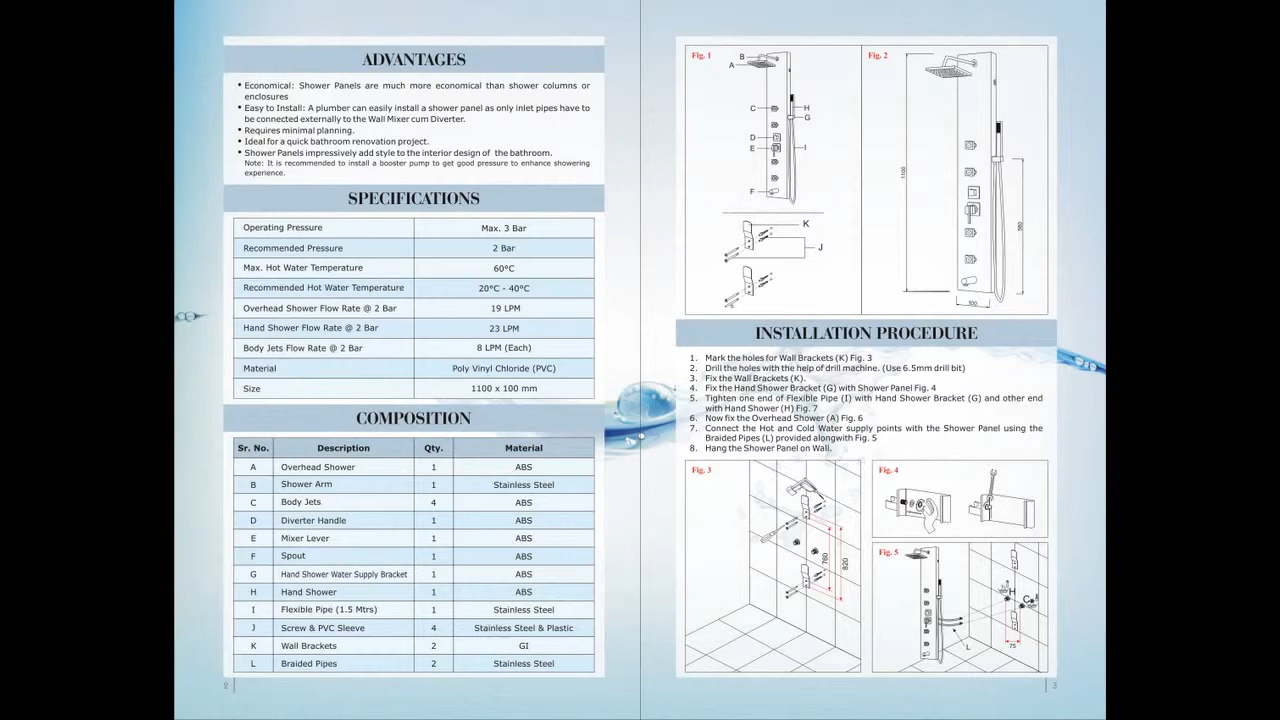 ADVANTAGES
• Economical: Shower Panels are much more economical than shower columns or
enclosures
• Easy to Install: A plumber can easily install a shower panel as only inlet pipes have to
be connected externally to the Wall Mixer cum Diverter.
• Requires minimal planning.
• Ideal for a quick bathroom renovation project.
• Shower Panels impressively add style to the interior design of the bathroom.
Note: It is recommended to install a booster pump to get good pressure to enhance showering
experience.
SPECIFICATIONS
Operating Pressure Max. 3 Bar
Recommended Pressure 2 Bar
Max. Hot Water Temperature 60°C
Recommended Hot Water Temperature 20°C - 40°C
Overhead Shower Flow Rate @ 2 Bar 19 LPM
Hand Shower Flow Rate @ 2 Bar 23 LPM
Body Jets Flow Rate @ 2 Bar 8 LPM (Each)
Material Poly Vinyl Chloride (PVC)
Size 1100 x 100 mm
COMPOSITION
Sr. No. Description Qty. Material
A Overhead Shower 1 ABS
B Shower Arm 1 Stainless Steel
C Body Jets 4 ABS
D Diverter Handle 1 ABS
E Mixer Lever 1 ABS
F Spout 1 ABS
G Hand Shower Water Supply Bracket 1 ABS
H Hand Shower 1 ABS
I Flexible Pipe (1.5 Mtrs) 1 Stainless Steel
J Screw & PVC Sleeve 4 Stainless Steel & Plastic
K Wall Brackets 2 GI
L Braided Pipes 2 Stainless Steel
2
Fig. 1
B
A
C
H
G
D
E
I
F
K
J
Fig. 2
1100
580
100
INSTALLATION PROCEDURE
1. Mark the holes for Wall Brackets (K) Fig. 3
2. Drill the holes with the help of drill machine. (Use 6.5mm drill bit)
3. Fix the Wall Brackets (K).
4. Fix the Hand Shower Bracket (G) with Shower Panel Fig. 4
5. Tighten one end of Flexible Pipe (I) with Hand Shower Bracket (G) and other end
with Hand Shower (H) Fig. 7
6. Now fix the Overhead Shower (A) Fig. 6
7. Connect the Hot and Cold Water supply points with the Shower Panel using the
Braided Pipes (L) provided alongwith Fig. 5
8. Hang the Shower Panel on Wall.
Fig. 3
760
820
Fig. 4
Fig. 5
H
C
L
75
3